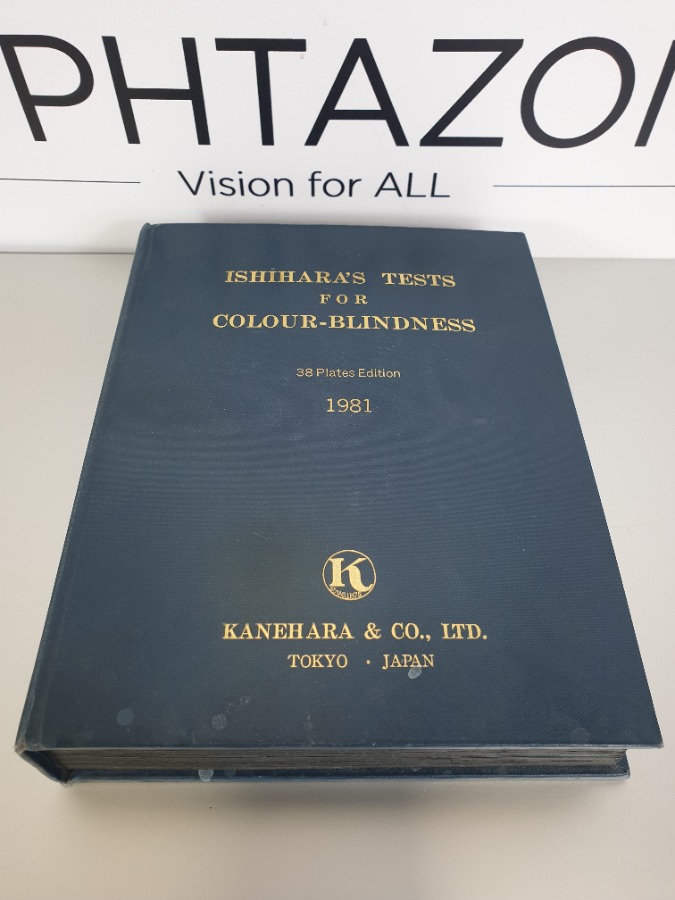 PHTAZO
Vision for ALL
ISHIHARA'S TESTS
FOR
COLOUR-BLINDNESS
38 Plates Edition
1981
K
KANEHARA & CO., LTD.
TOKYO · JAPAN